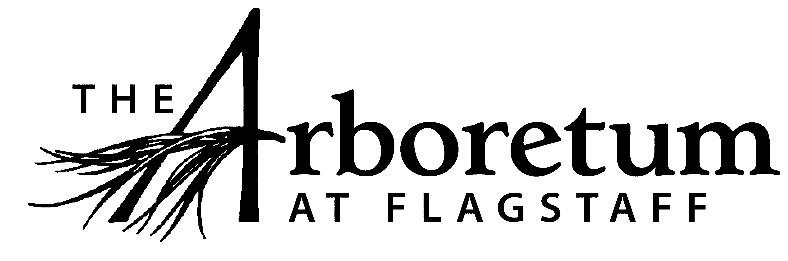 THE
Arboretum
AT FLAGSTAFF